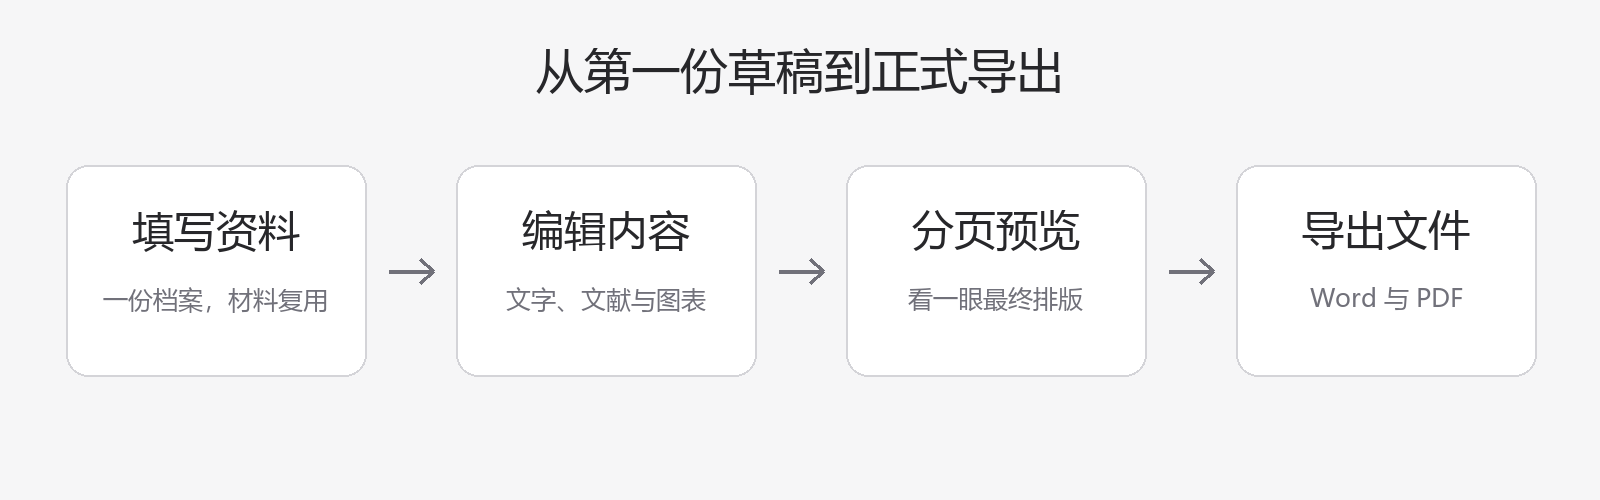 从第一份草稿到正式导出
填写资料
一份档案，材料复用
编辑内容
文字、文献与图表
分页预览
看一眼最终排版
导出文件
Word 与 PDF